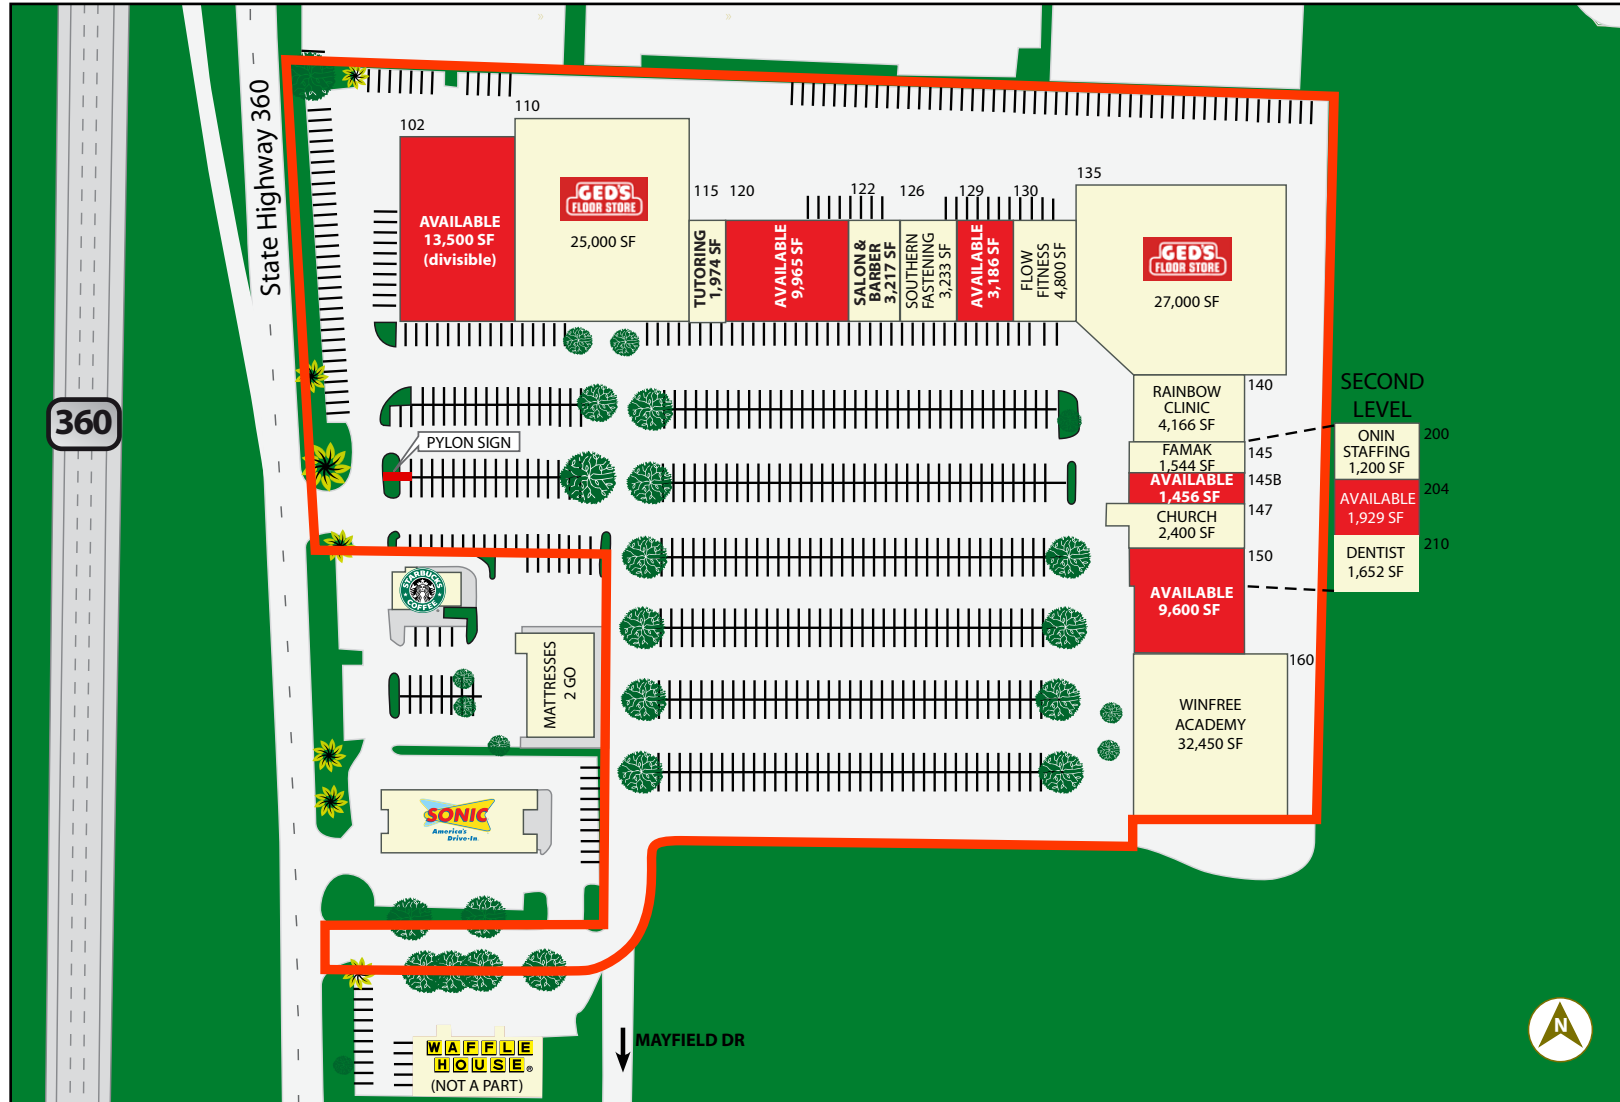 State Highway 360
360
102
AVAILABLE
13,500 SF
(divisible)
110
GED'S
FLOOR STORE
25,000 SF
115
TUTORING
1,974 SF
120
AVAILABLE
9,965 SF
122
SALON &
BARBER
3,217 SF
126
SOUTHERN
FASTENING
3,233 SF
129
AVAILABLE
3,186 SF
130
FLOW
FITNESS
4,800 SF
135
GED'S
FLOOR STORE
27,000 SF
140
RAINBOW
CLINIC
4,166 SF
145
FAMAK
1,544 SF
145B
AVAILABLE
1,456 SF
147
CHURCH
2,400 SF
150
AVAILABLE
9,600 SF
160
WINFREE
ACADEMY
32,450 SF
SECOND
LEVEL
200
ONIN
STAFFING
1,200 SF
204
AVAILABLE
1,929 SF
210
DENTIST
1,652 SF
PYLON SIGN
STARBUCKS
COFFEE
MATTRESSES
2 GO
SONIC
America's
Drive-In
WAFFLE
HOUSE®
(NOT A PART)
MAYFIELD DR
N